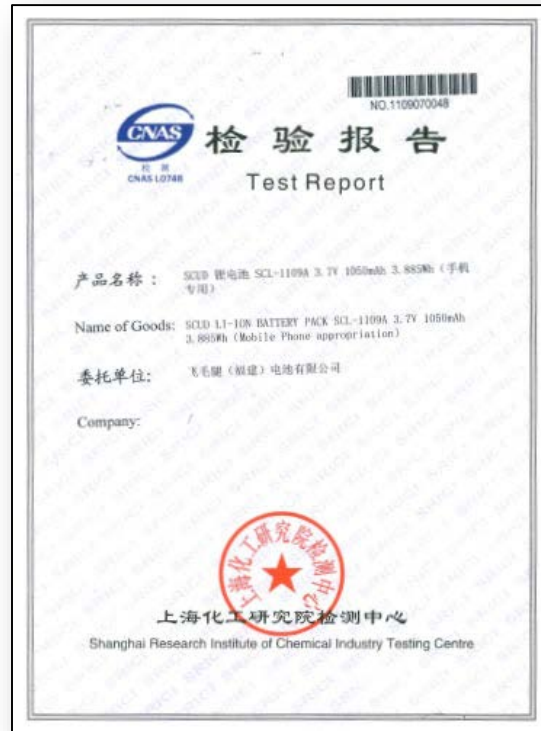 NO.1109070048
CNAS
检 测
CNAS L0748
检 验 报 告
Test Report
产品名称： SCUD 锂电池 SCL-1109A 3.7V 1050mAh 3.885Wh（手机
专用）
Name of Goods: SCUD LI-ION BATTERY PACK SCL-1109A 3.7V 1050mAh
3.885Wh (Mobile Phone appropriation)
委托单位: 飞毛腿（福建）电池有限公司
Company: /
上海化工研究院检测中心
上海化工研究院检测中心
Shanghai Research Institute of Chemical Industry Testing Centre